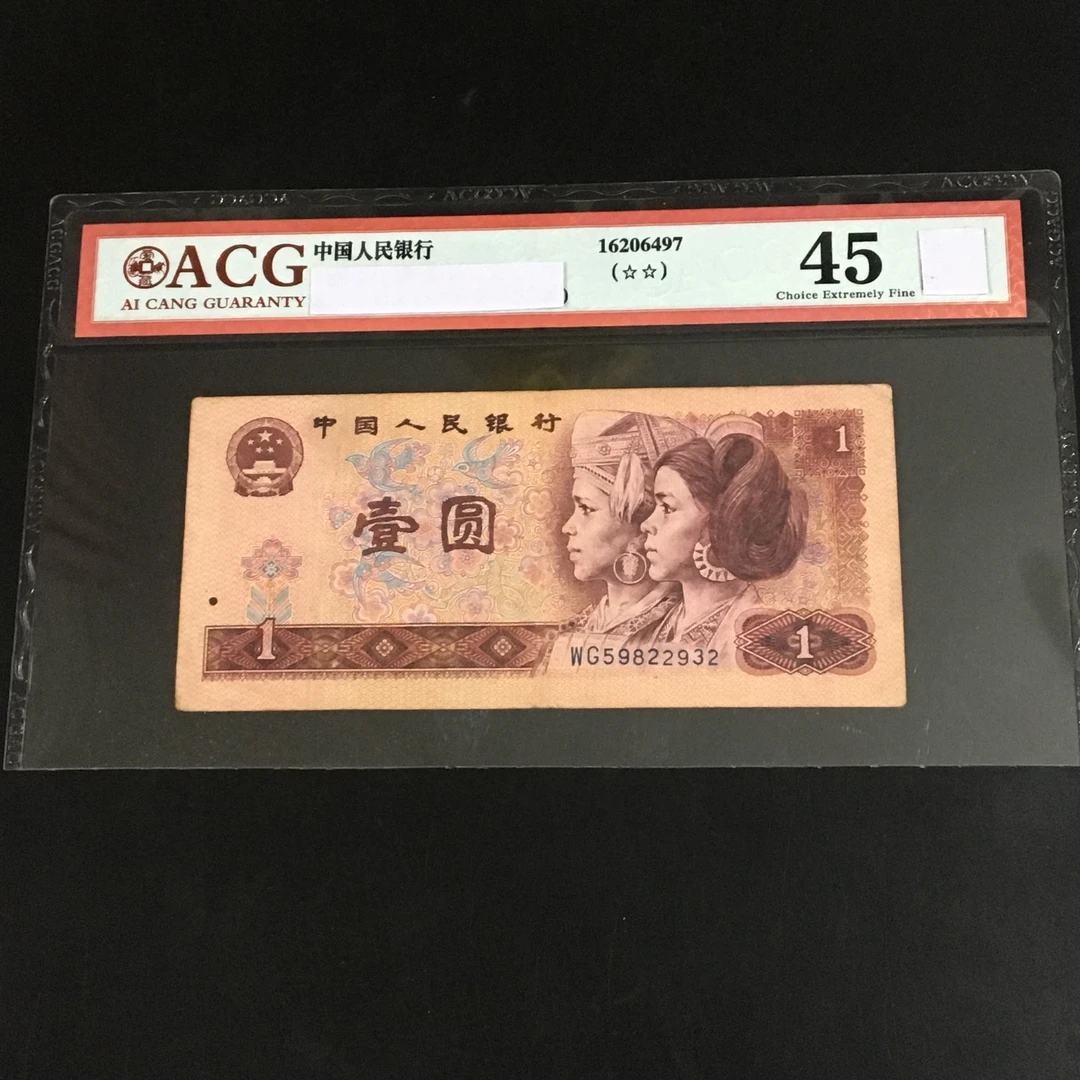 ACG
AI CANG GUARANTY
中国人民银行
16206497
(☆☆)
45
Choice Extremely Fine
中国人民银行
壹圆
1
1
WG59822932
1